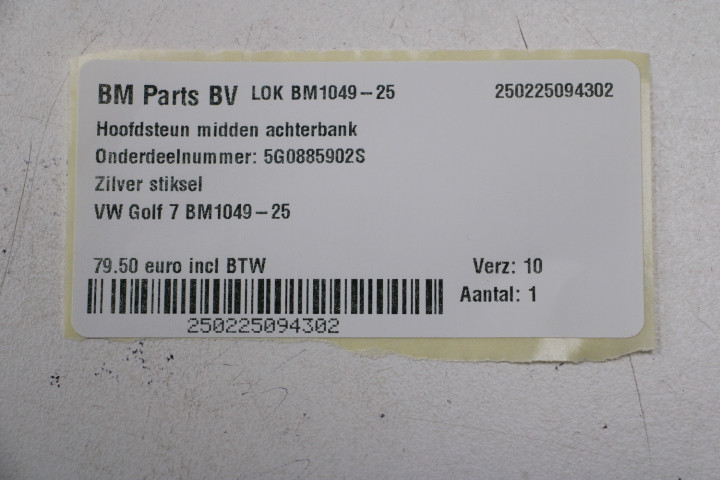 BM Parts BV LOK BM1049-25 250225094302
Hoofdsteun midden achterbank
Onderdeelnummer: 5G0885902S
Zilver stiksel
VW Golf 7 BM1049-25
79.50 euro incl BTW Verz: 10
Aantal: 1
250225094302